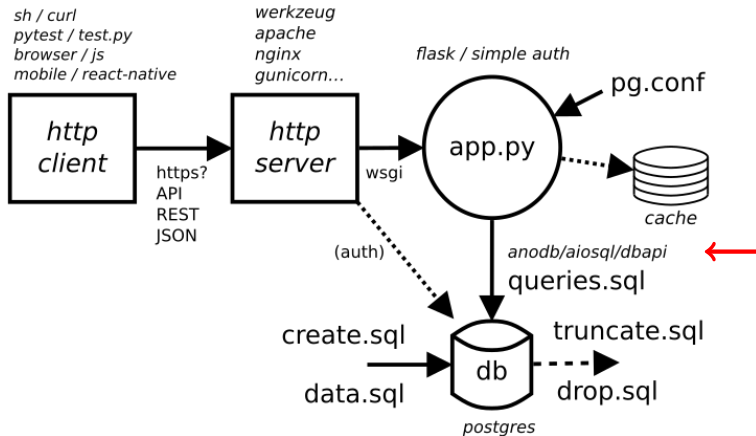 sh / curl
pytest / test.py
browser / js
mobile / react-native
http
client
https?
API
REST
JSON
werkzeug
apache
nginx
gunicorn...
http
server
wsgi
(auth)
flask / simple auth
app.py
pg.conf
cache
anodb/aiosql/dbapi
queries.sql
create.sql
data.sql
db
postgres
truncate.sql
drop.sql